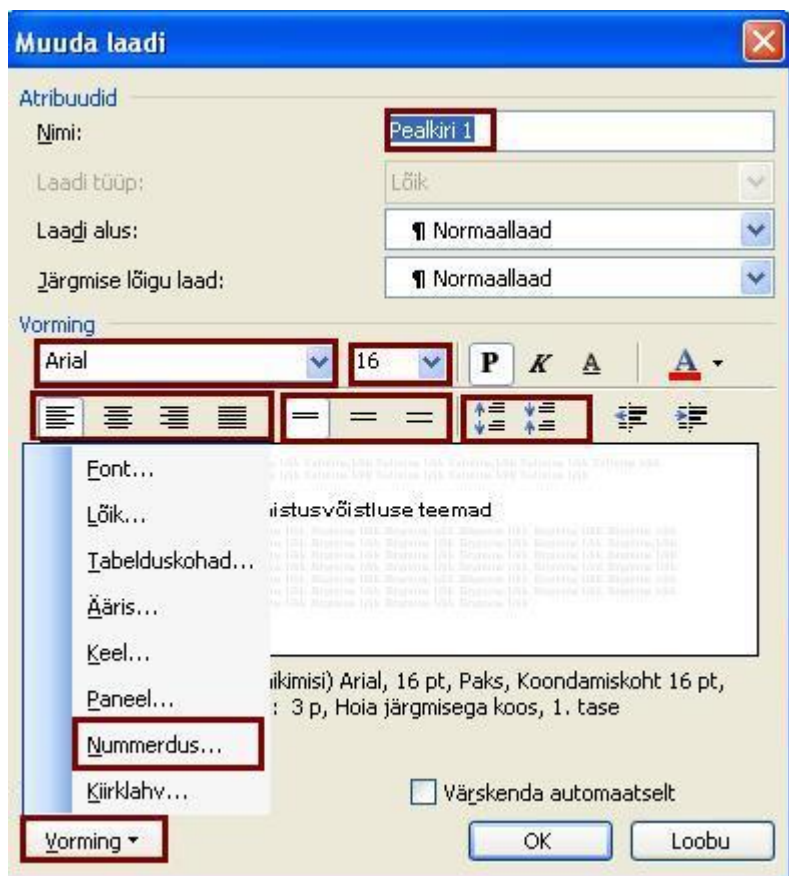 Muuda laadi
Atribuudid
Nimi: Pealkiri 1
Laadi tüüp: Lõik
Laadi alus: ¶ Normaallaad
Järgmise lõigu laad: ¶ Normaallaad
Vorming
Arial 16 P K A A
Font...
Lõik...
istusvõistluse teemad
Tabelduskohad...
Ääris...
Keel...
ikimisi) Arial, 16 pt, Paks, Koondamiskoht 16 pt,
Paneel...
: 3 p, Hoia järgmisega koos, 1. tase
Nummerdus...
Kiirklahv...
Värskenda automaatselt
Vorming OK Loobu